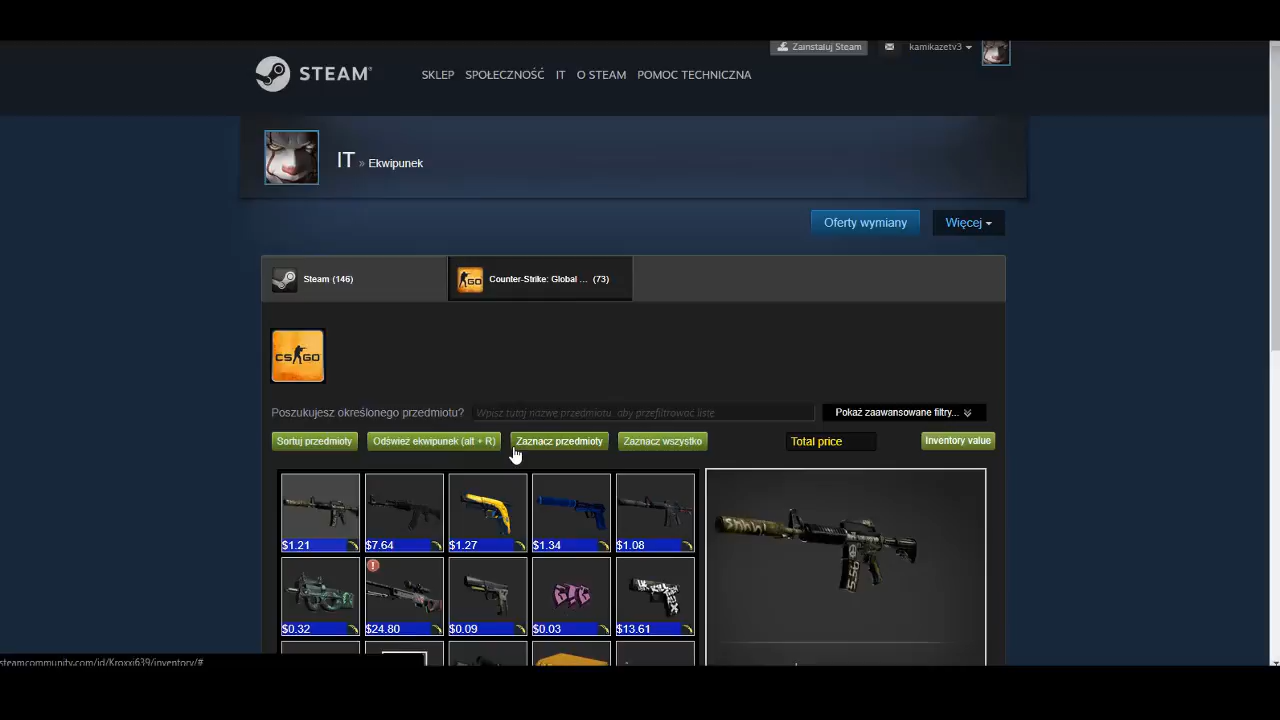 Zainstaluj Steam
kamikazetv3
STEAM
SKLEP SPOŁECZNOŚĆ IT O STEAM POMOC TECHNICZNA
IT » Ekwipunek
Oferty wymiany Więcej
Steam (146)
Counter-Strike: Global ... (73)
CS GO
Poszukujesz określonego przedmiotu?
Wpisz tutaj nazwę przedmiotu, aby przefiltrować listę
Pokaż zaawansowane filtry...
Sortuj przedmioty
Odśwież ekwipunek (alt + R)
Zaznacz przedmioty
Zaznacz wszystko
Total price
Inventory value
$1.21 $7.64 $1.27 $1.34 $1.08
$0.32 $24.80 $0.09 $0.03 $13.61
5.56
steamcommunity.com/id/Kroxxi639/inventory/#